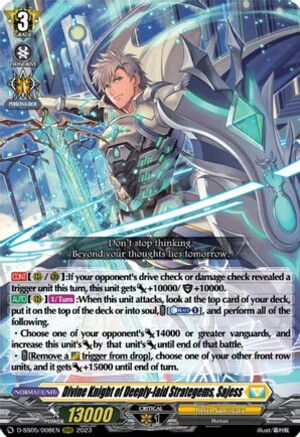 3
GRADE
PERSONA RIDE
Don't stop thinking.
Beyond your thoughts lies tomorrow.
CONT [ / ]:If your opponent's drive check or damage check revealed a
trigger unit this turn, this unit gets +10000/ +10000.
AUTO [ ] 1/Turn :When this unit attacks, look at the top card of your deck,
put it on the top of the deck or into soul, [ ], and perform all of the
following.
・Choose one of your opponent's 14000 or greater vanguards, and
increase this unit's by that unit's until end of that battle.
・[Remove a trigger from drop], choose one of your other front row
units, and it gets +15000 until end of turn.
NORMAL UNIT Divine Knight of Deeply-laid Strategems, Sajess
POWER 13000 CRITICAL 1
Human
D-SS05/008EN RRR 2023